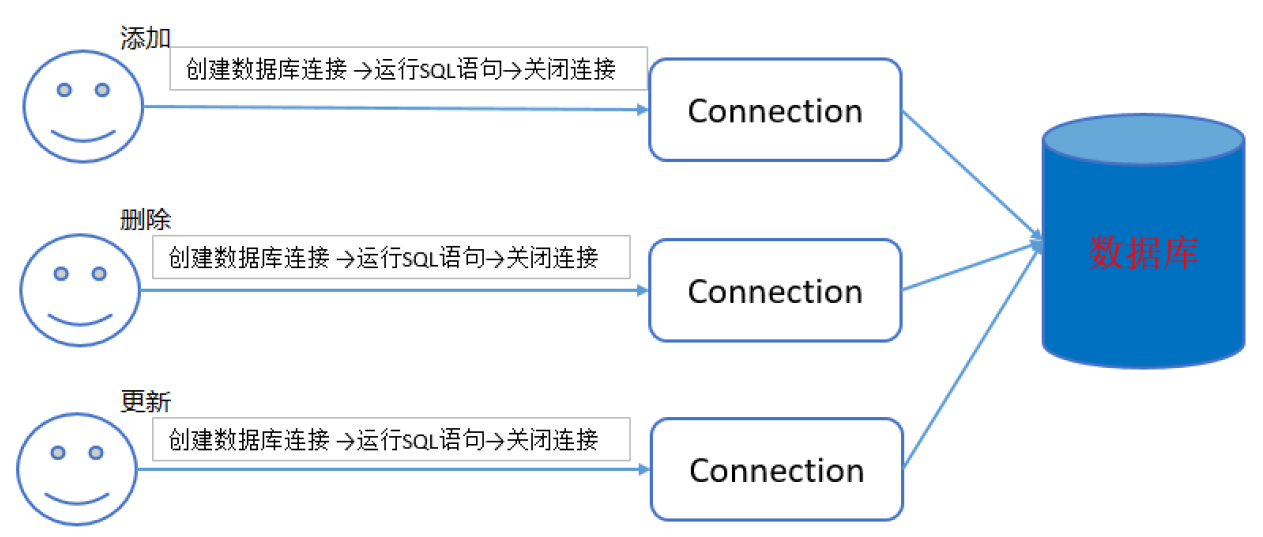 添加
创建数据库连接 →运行SQL语句→关闭连接
Connection
删除
创建数据库连接 →运行SQL语句→关闭连接
Connection
数据库
更新
创建数据库连接 →运行SQL语句→关闭连接
Connection